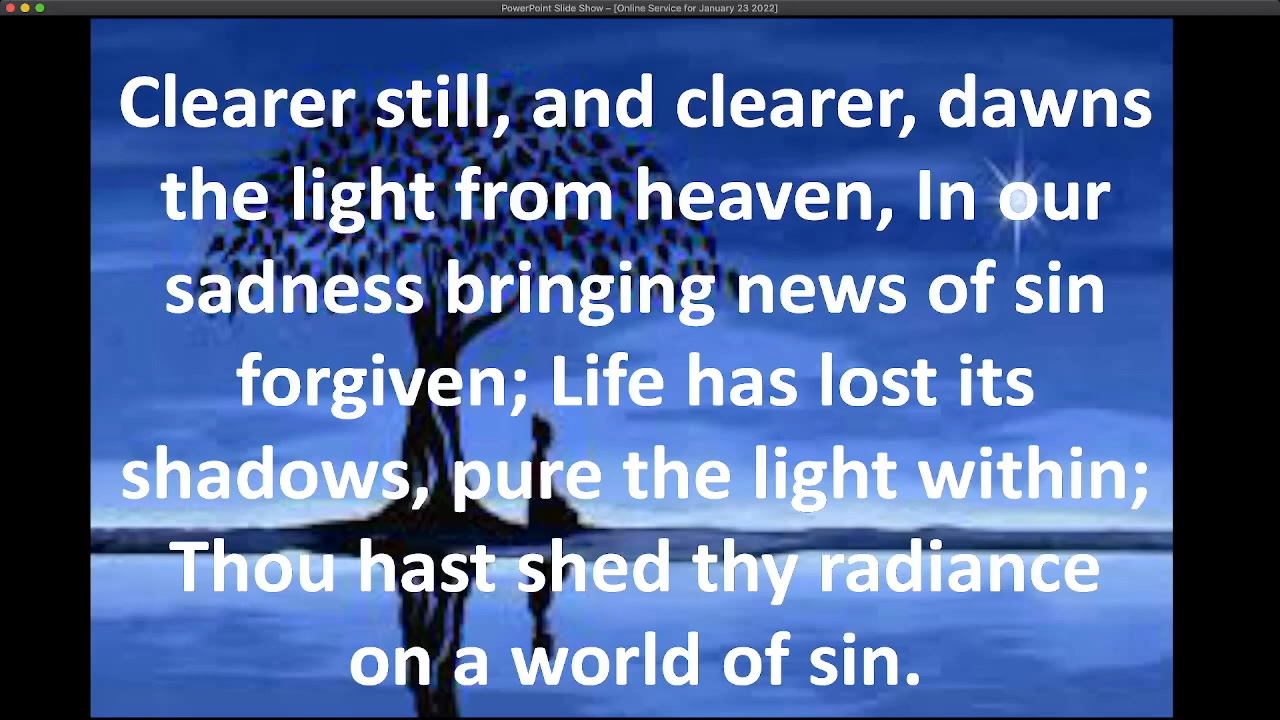 PowerPoint Slide Show – [Online Service for January 23 2022]
Clearer still, and clearer, dawns
the light from heaven, In our
sadness bringing news of sin
forgiven; Life has lost its
shadows, pure the light within;
Thou hast shed thy radiance
on a world of sin.